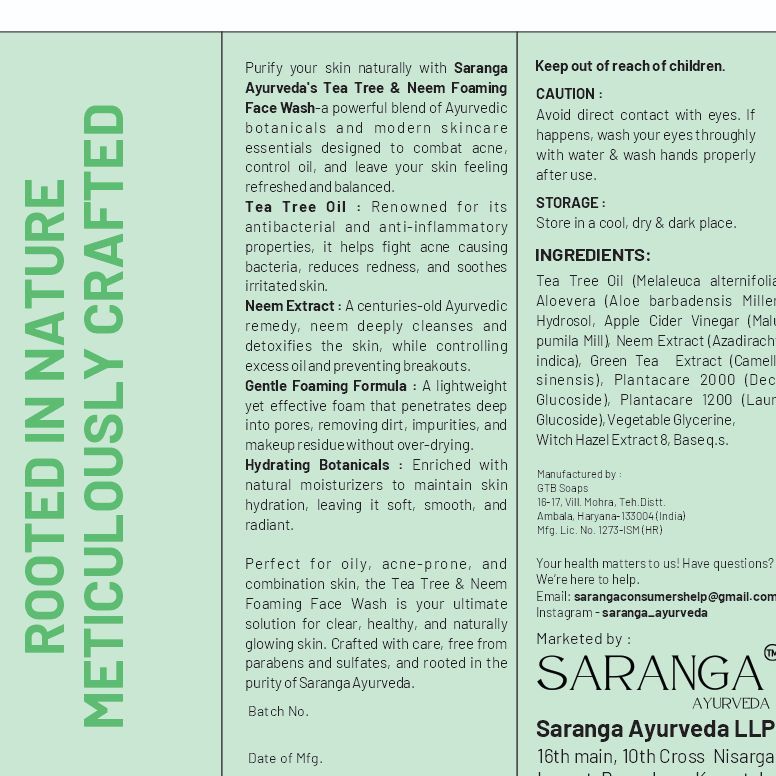 ROOTED IN NATURE
METICULOUSLY CRAFTED
Purify your skin naturally with Saranga
Ayurveda's Tea Tree & Neem Foaming
Face Wash-a powerful blend of Ayurvedic
botanicals and modern skincare
essentials designed to combat acne,
control oil, and leave your skin feeling
refreshed and balanced.
Tea Tree Oil : Renowned for its
antibacterial and anti-inflammatory
properties, it helps fight acne causing
bacteria, reduces redness, and soothes
irritated skin.
Neem Extract : A centuries-old Ayurvedic
remedy, neem deeply cleanses and
detoxifies the skin, while controlling
excess oil and preventing breakouts.
Gentle Foaming Formula : A lightweight
yet effective foam that penetrates deep
into pores, removing dirt, impurities, and
makeup residue without over-drying.
Hydrating Botanicals : Enriched with
natural moisturizers to maintain skin
hydration, leaving it soft, smooth, and
radiant.
Perfect for oily, acne-prone, and
combination skin, the Tea Tree & Neem
Foaming Face Wash is your ultimate
solution for clear, healthy, and naturally
glowing skin. Crafted with care, free from
parabens and sulfates, and rooted in the
purity of Saranga Ayurveda.
Batch No.
Date of Mfg.
Keep out of reach of children.
CAUTION :
Avoid direct contact with eyes. If
happens, wash your eyes throughly
with water & wash hands properly
after use.
STORAGE :
Store in a cool, dry & dark place.
INGREDIENTS:
Tea Tree Oil (Melaleuca alternifolia
Aloevera (Aloe barbadensis Miller
Hydrosol, Apple Cider Vinegar (Malu
pumila Mill), Neem Extract (Azadirach
indica), Green Tea Extract (Camell
sinensis), Plantacare 2000 (Dec
Glucoside), Plantacare 1200 (Laur
Glucoside), Vegetable Glycerine,
Witch Hazel Extract 8, Base q.s.
Manufactured by :
GTB Soaps
16-17, Vill. Mohra, Teh.Distt.
Ambala, Haryana-133004 (India)
Mfg. Lic. No. 1273-ISM (HR)
Your health matters to us! Have questions?
We're here to help.
Email: sarangaconsumershelp@gmail.com
Instagram - saranga_ayurveda
Marketed by :
SARANGA TM
AYURVEDA
Saranga Ayurveda LLP
16th main, 10th Cross Nisarga